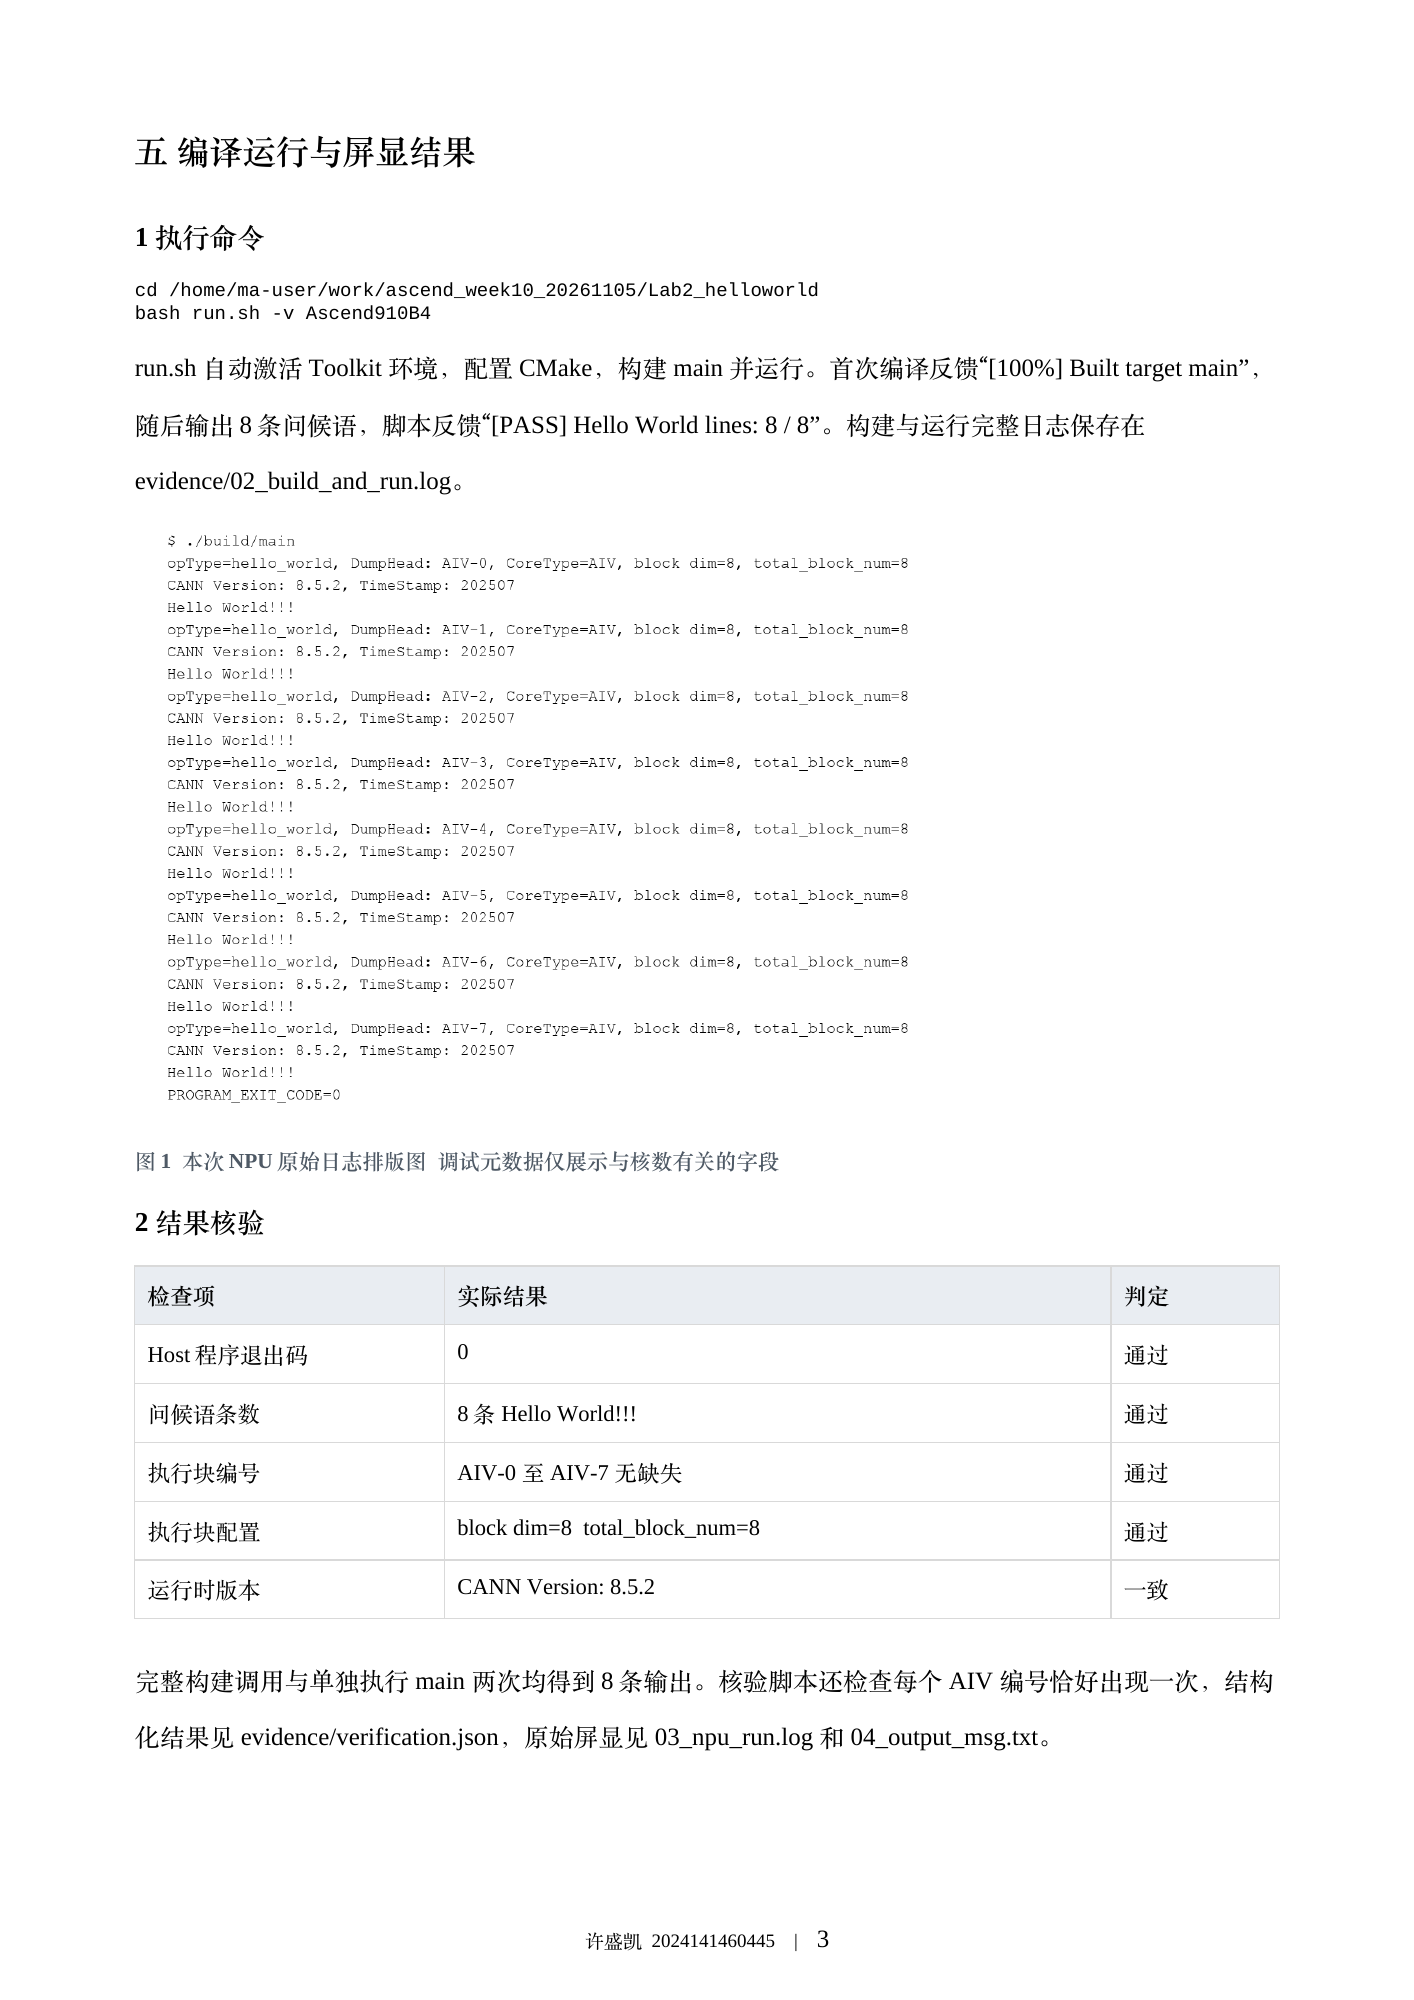 五 编译运行与屏显结果
1 执行命令
cd /home/ma-user/work/ascend_week10_20261105/Lab2_helloworld
bash run.sh -v Ascend910B4
run.sh 自动激活 Toolkit 环境，配置 CMake，构建 main 并运行。首次编译反馈“[100%] Built target main”，
随后输出 8 条问候语，脚本反馈“[PASS] Hello World lines: 8 / 8”。构建与运行完整日志保存在
evidence/02_build_and_run.log。
$ ./build/main
opType=hello_world, DumpHead: AIV-0, CoreType=AIV, block dim=8, total_block_num=8
CANN Version: 8.5.2, TimeStamp: 202507
Hello World!!!
opType=hello_world, DumpHead: AIV-1, CoreType=AIV, block dim=8, total_block_num=8
CANN Version: 8.5.2, TimeStamp: 202507
Hello World!!!
opType=hello_world, DumpHead: AIV-2, CoreType=AIV, block dim=8, total_block_num=8
CANN Version: 8.5.2, TimeStamp: 202507
Hello World!!!
opType=hello_world, DumpHead: AIV-3, CoreType=AIV, block dim=8, total_block_num=8
CANN Version: 8.5.2, TimeStamp: 202507
Hello World!!!
opType=hello_world, DumpHead: AIV-4, CoreType=AIV, block dim=8, total_block_num=8
CANN Version: 8.5.2, TimeStamp: 202507
Hello World!!!
opType=hello_world, DumpHead: AIV-5, CoreType=AIV, block dim=8, total_block_num=8
CANN Version: 8.5.2, TimeStamp: 202507
Hello World!!!
opType=hello_world, DumpHead: AIV-6, CoreType=AIV, block dim=8, total_block_num=8
CANN Version: 8.5.2, TimeStamp: 202507
Hello World!!!
opType=hello_world, DumpHead: AIV-7, CoreType=AIV, block dim=8, total_block_num=8
CANN Version: 8.5.2, TimeStamp: 202507
Hello World!!!
PROGRAM_EXIT_CODE=0
图 1 本次 NPU 原始日志排版图 调试元数据仅展示与核数有关的字段
2 结果核验
检查项 实际结果 判定
Host 程序退出码 0 通过
问候语条数 8 条 Hello World!!! 通过
执行块编号 AIV-0 至 AIV-7 无缺失 通过
执行块配置 block dim=8 total_block_num=8 通过
运行时版本 CANN Version: 8.5.2 一致
完整构建调用与单独执行 main 两次均得到 8 条输出。核验脚本还检查每个 AIV 编号恰好出现一次，结构
化结果见 evidence/verification.json，原始屏显见 03_npu_run.log 和 04_output_msg.txt。
许盛凯 2024141460445 | 3